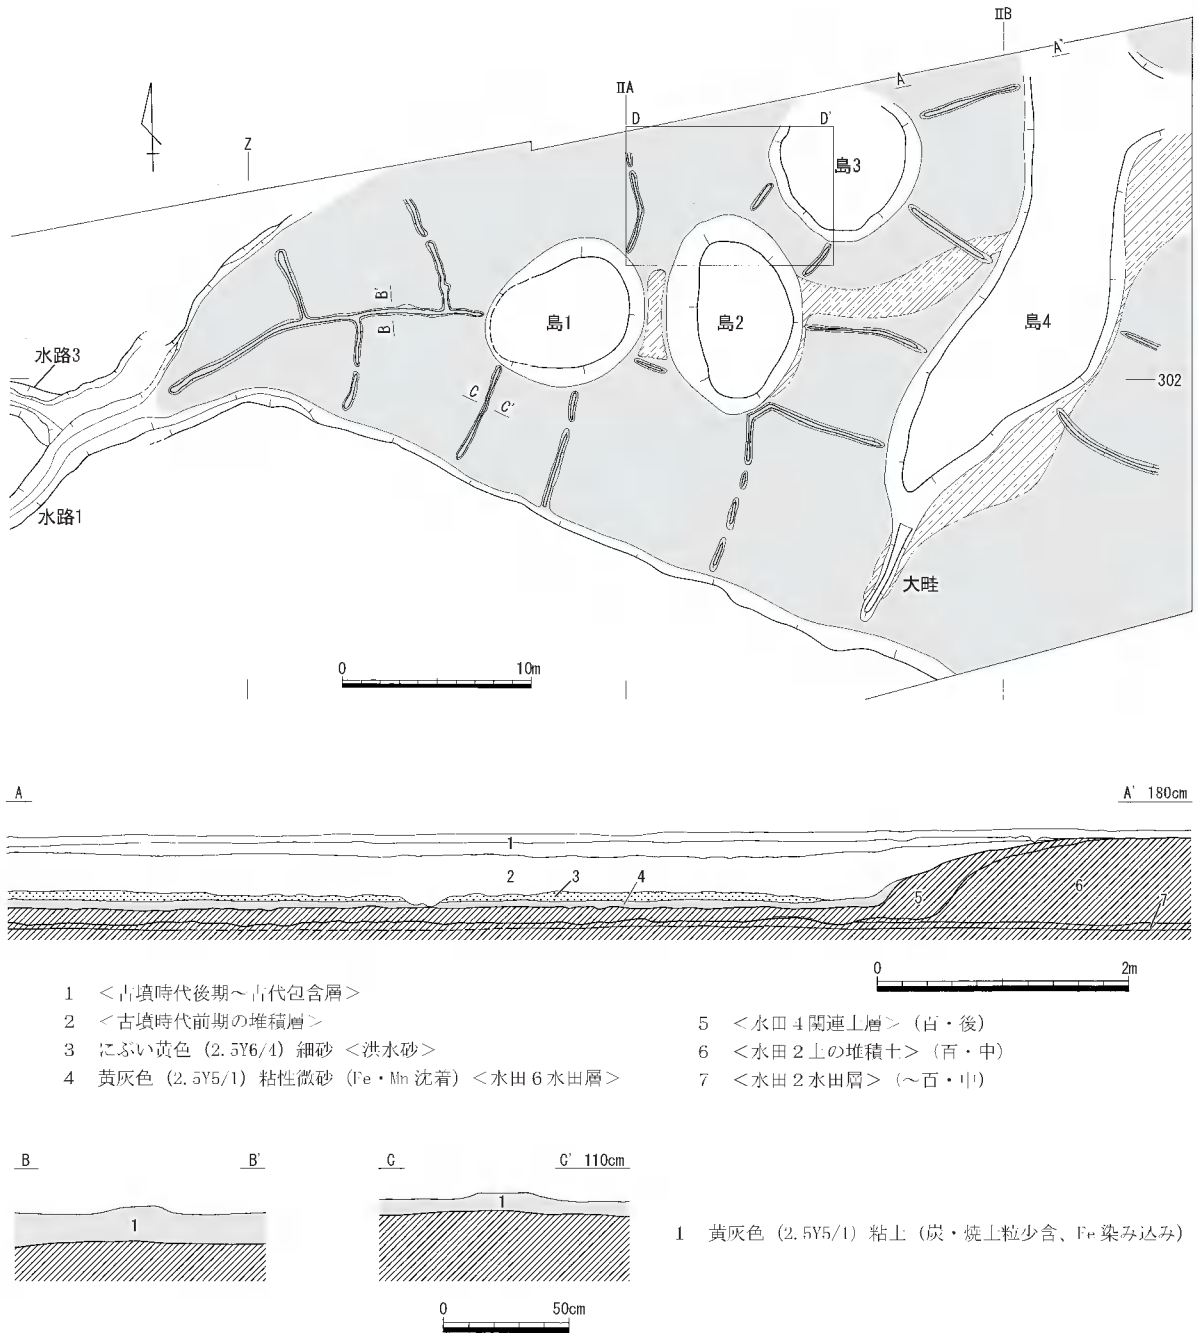 ⅡB
A
A'
ⅡA
D
D'
Z
島3
B'
B
島1
島2
島4
水路3
302
C
C'
水路1
大畦
0
10m
A
A' 180cm
1
2
3
4
5
6
7
0
2m
1 <古墳時代後期~古代包含層>
2 <古墳時代前期の堆積層>
3 にぶい黄色 (2.5Y6/4) 細砂 <洪水砂>
4 黄灰色 (2.5Y5/1) 粘性微砂 (Fe・Mn 沈着) <水田6水田層>
5 <水田4関連土層> (百・後)
6 <水田2上の堆積土> (百・中)
7 <水田2水田層> (~百・中)
B
B'
C
C' 110cm
1
1
1 黄灰色 (2.5Y5/1) 粘土 (炭・焼土粒少含、Fe 染み込み)
0
50cm